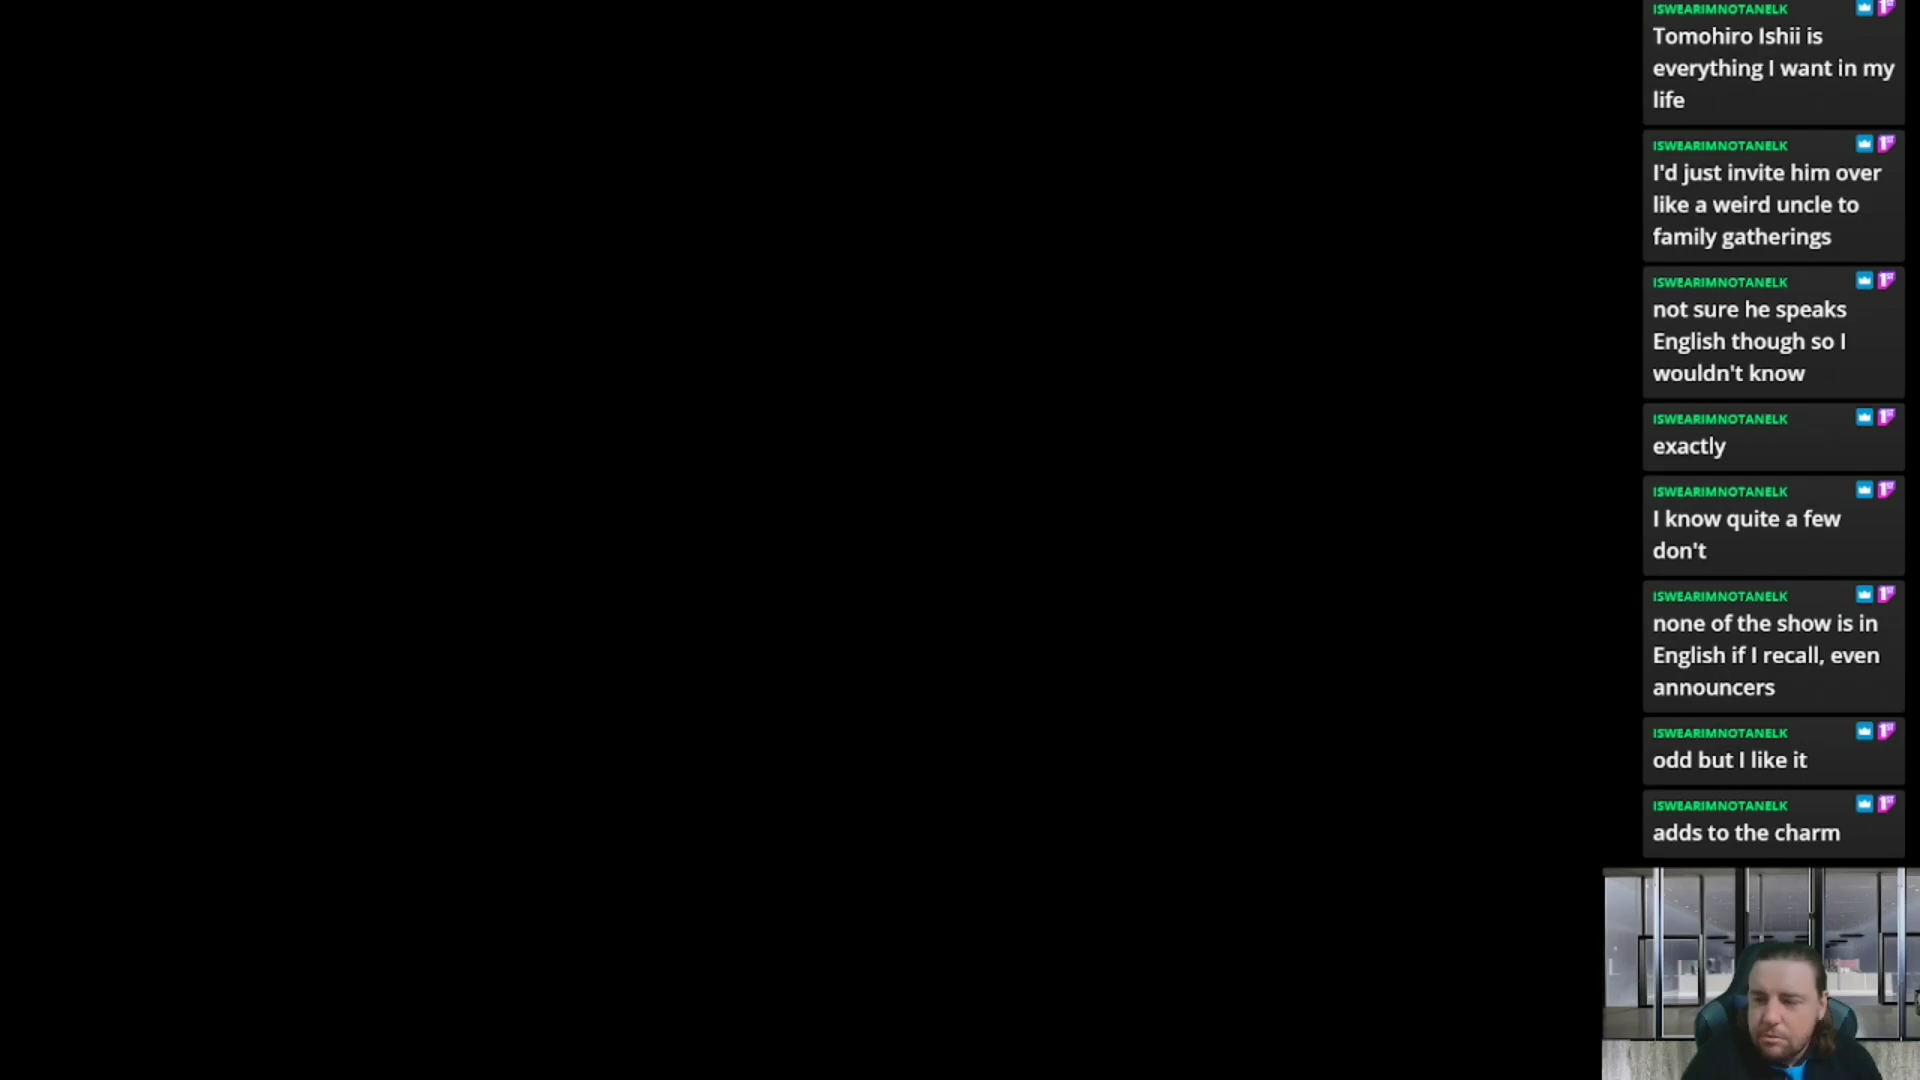 ISWEARIMNOTANELK
Tomohiro Ishii is
everything I want in my
life
ISWEARIMNOTANELK
I'd just invite him over
like a weird uncle to
family gatherings
ISWEARIMNOTANELK
not sure he speaks
English though so I
wouldn't know
ISWEARIMNOTANELK
exactly
ISWEARIMNOTANELK
I know quite a few
don't
ISWEARIMNOTANELK
none of the show is in
English if I recall, even
announcers
ISWEARIMNOTANELK
odd but I like it
ISWEARIMNOTANELK
adds to the charm